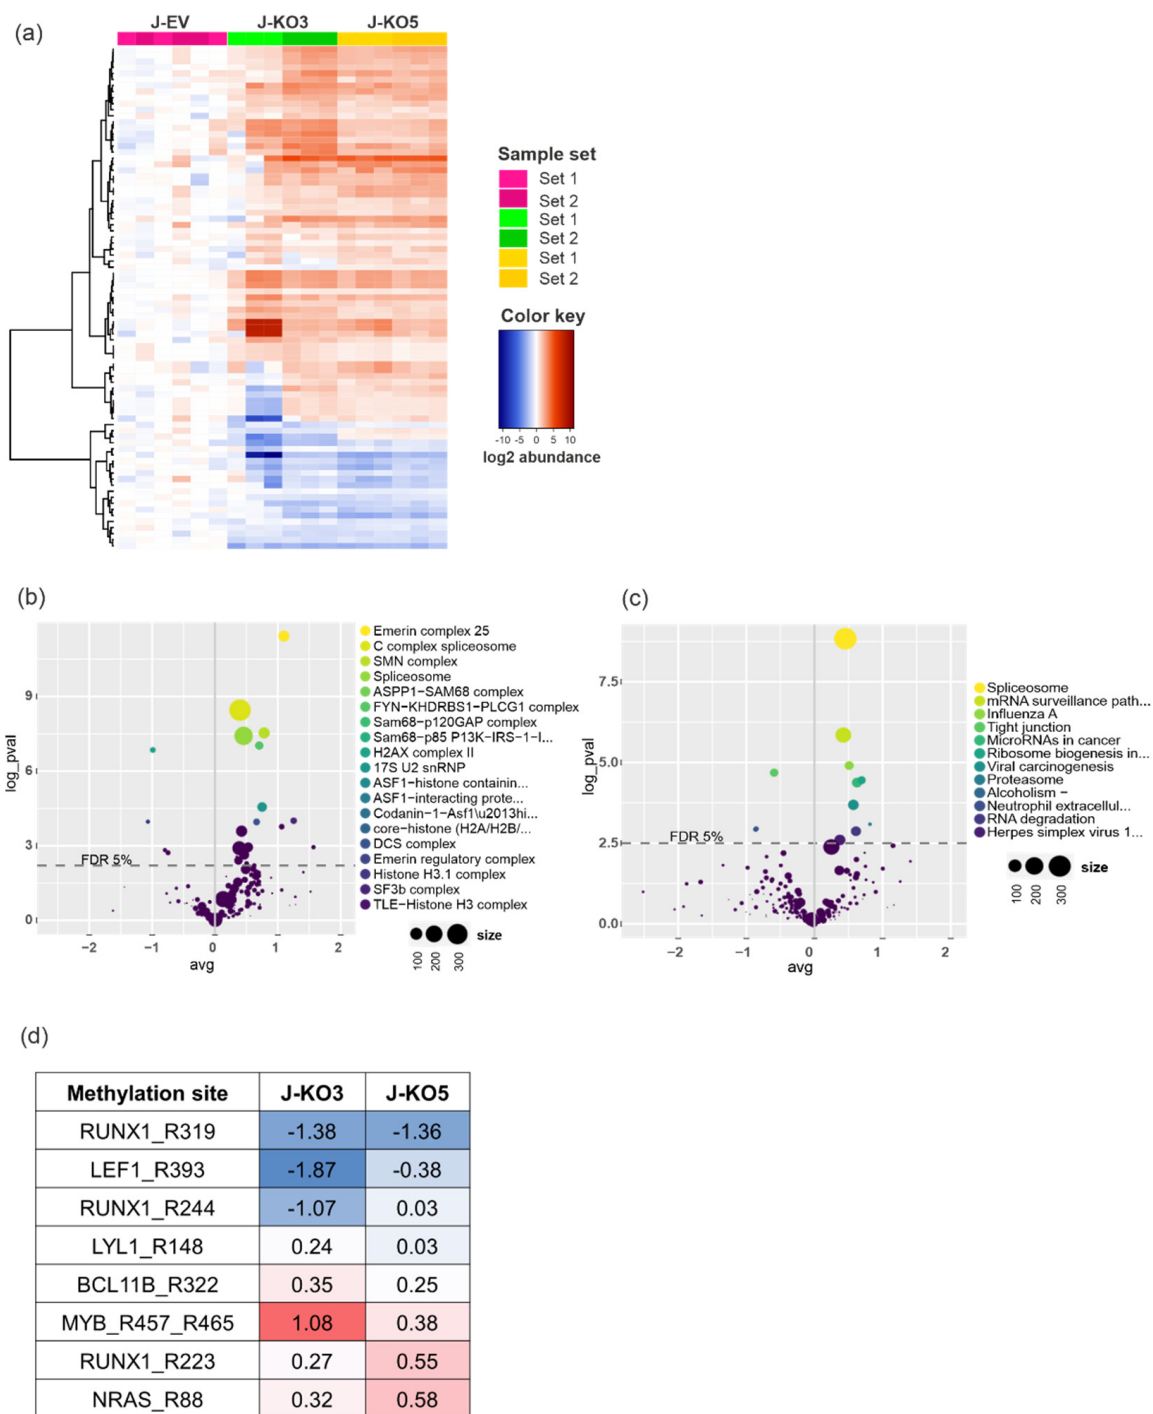 (a)
J-EV J-KO3 J-KO5
Sample set
Set 1
Set 2
Set 1
Set 2
Set 1
Set 2
Color key
-10 -5 0 5 10
log2 abundance
(b)
log_pval
9
6
3
0
FDR 5%
−2 −1 0 1 2
avg
Emerin complex 25
C complex spliceosome
SMN complex
Spliceosome
ASPP1−SAM68 complex
FYN−KHDRBS1−PLCG1 complex
Sam68−p120GAP complex
Sam68−p85 P13K−IRS−1−I...
H2AX complex II
17S U2 snRNP
ASF1−histone containin...
ASF1−interacting prote...
Codanin−1−Asf1\u2013hi...
core−histone (H2A/H2B/...
DCS complex
Emerin regulatory complex
Histone H3.1 complex
SF3b complex
TLE−Histone H3 complex
size
100 200 300
(c)
log_pval
7.5
5.0
2.5
0.0
FDR 5%
−2 −1 0 1 2
avg
Spliceosome
mRNA surveillance path...
Influenza A
Tight junction
MicroRNAs in cancer
Ribosome biogenesis in...
Viral carcinogenesis
Proteasome
Alcoholism −
Neutrophil extracellul...
RNA degradation
Herpes simplex virus 1...
size
100 200 300
(d)
Methylation site J-KO3 J-KO5
RUNX1_R319 -1.38 -1.36
LEF1_R393 -1.87 -0.38
RUNX1_R244 -1.07 0.03
LYL1_R148 0.24 0.03
BCL11B_R322 0.35 0.25
MYB_R457_R465 1.08 0.38
RUNX1_R223 0.27 0.55
NRAS_R88 0.32 0.58